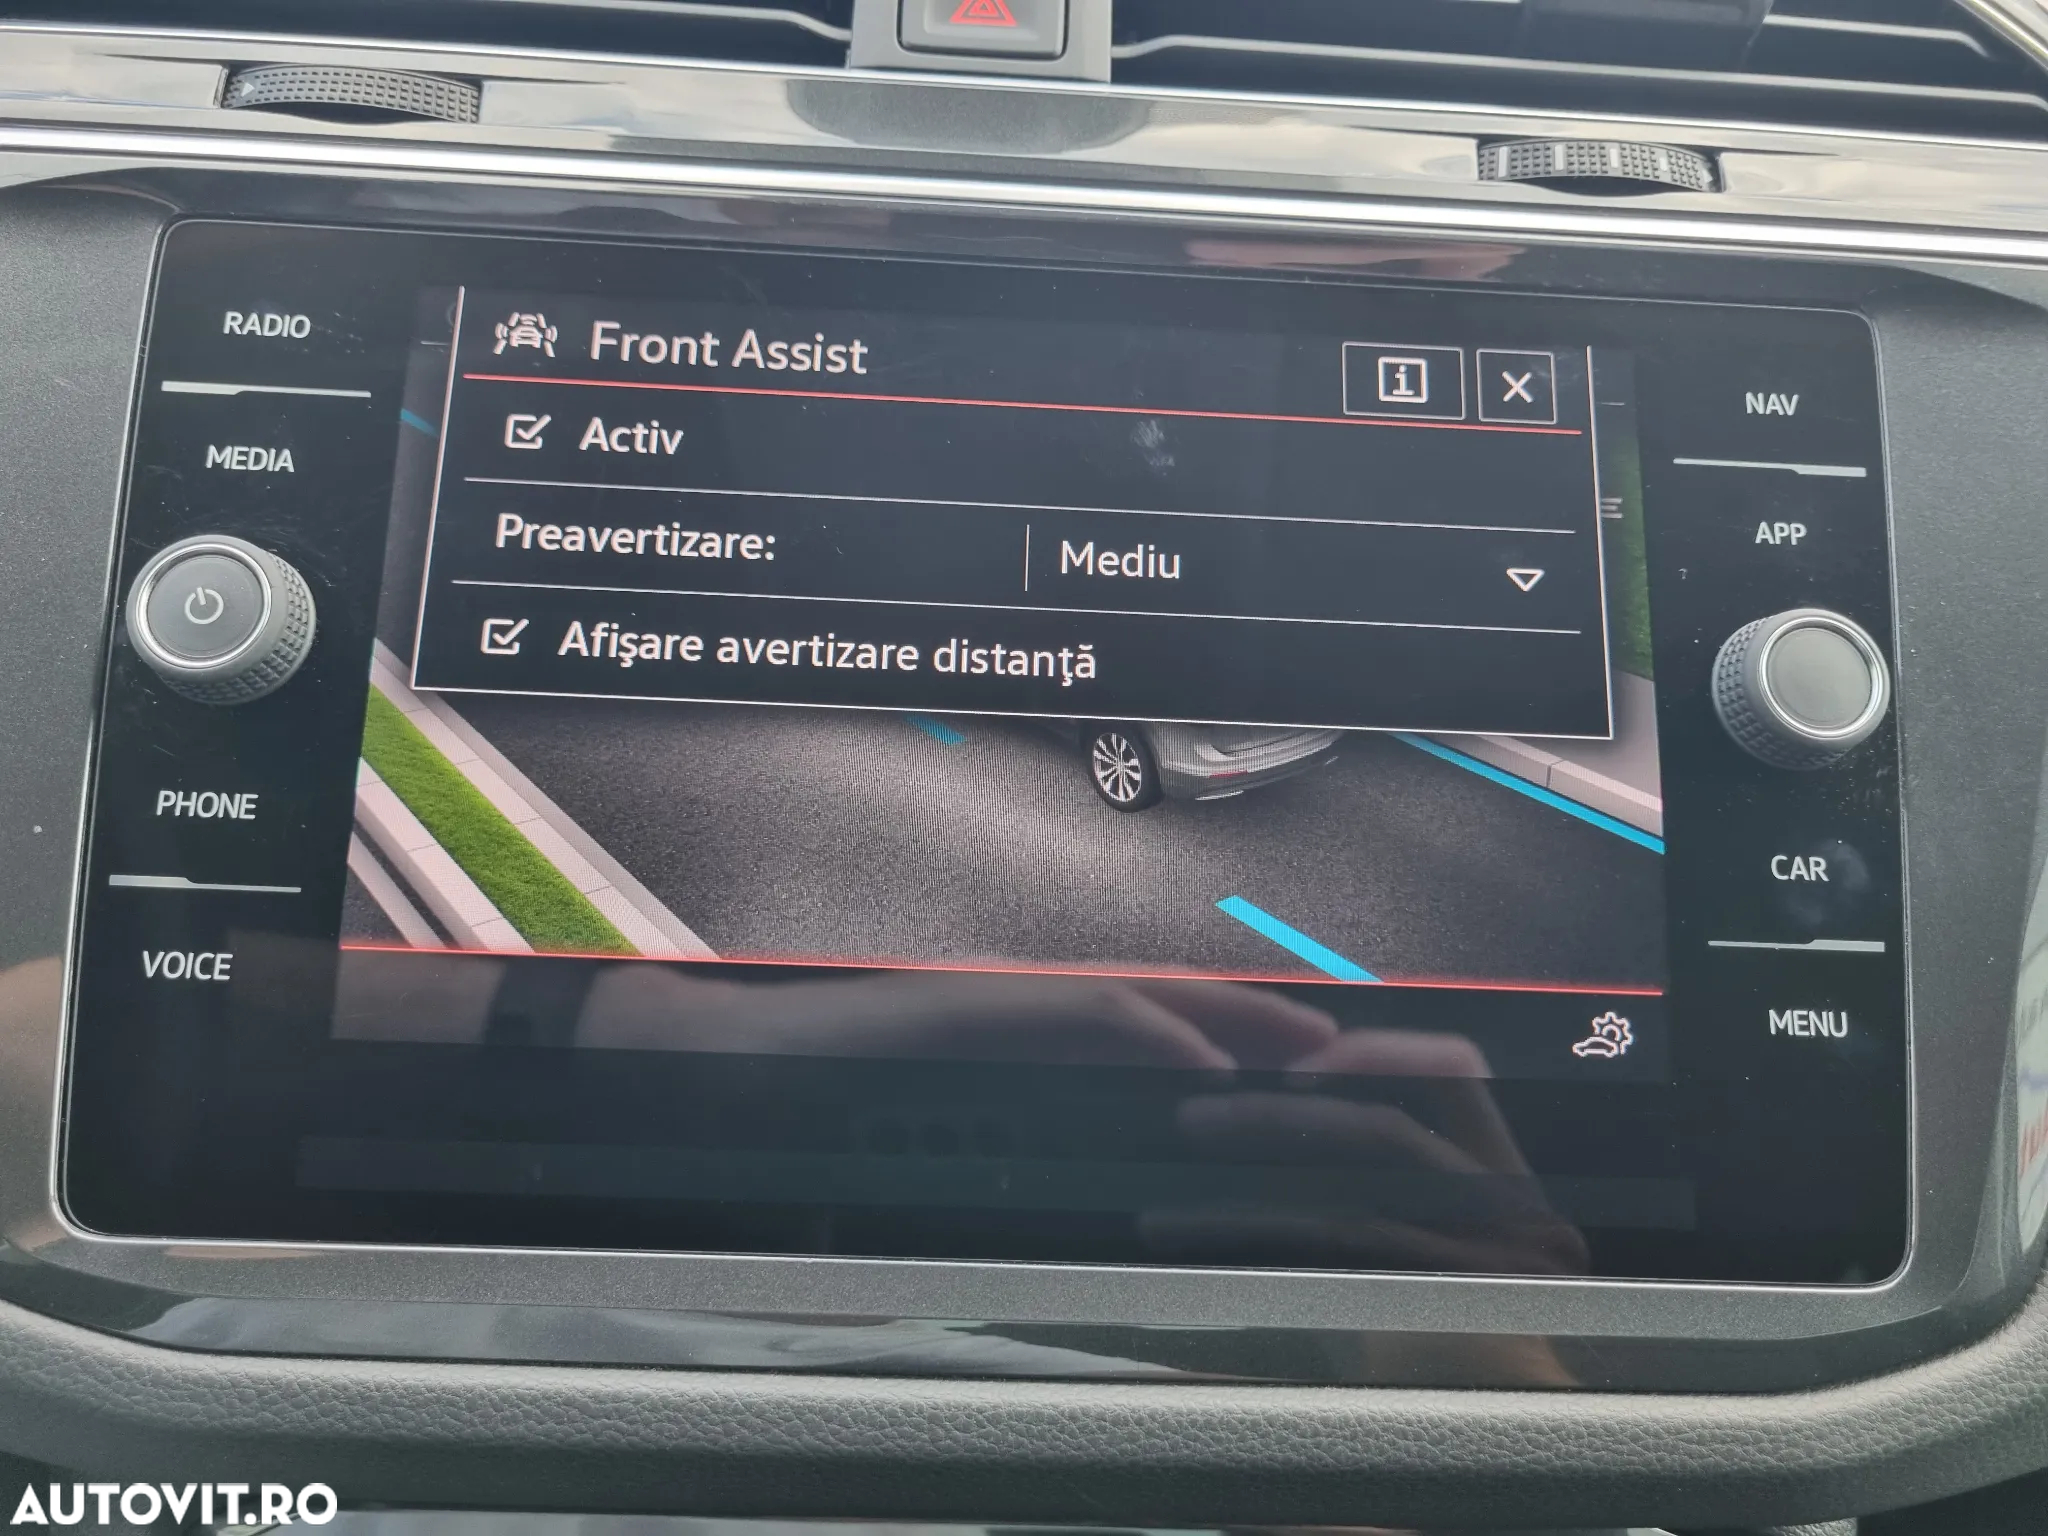 RADIO
MEDIA
PHONE
VOICE
Front Assist
i
Activ
Preavertizare:
Mediu
Afişare avertizare distanţă
NAV
APP
CAR
MENU
AUTOVIT.RO